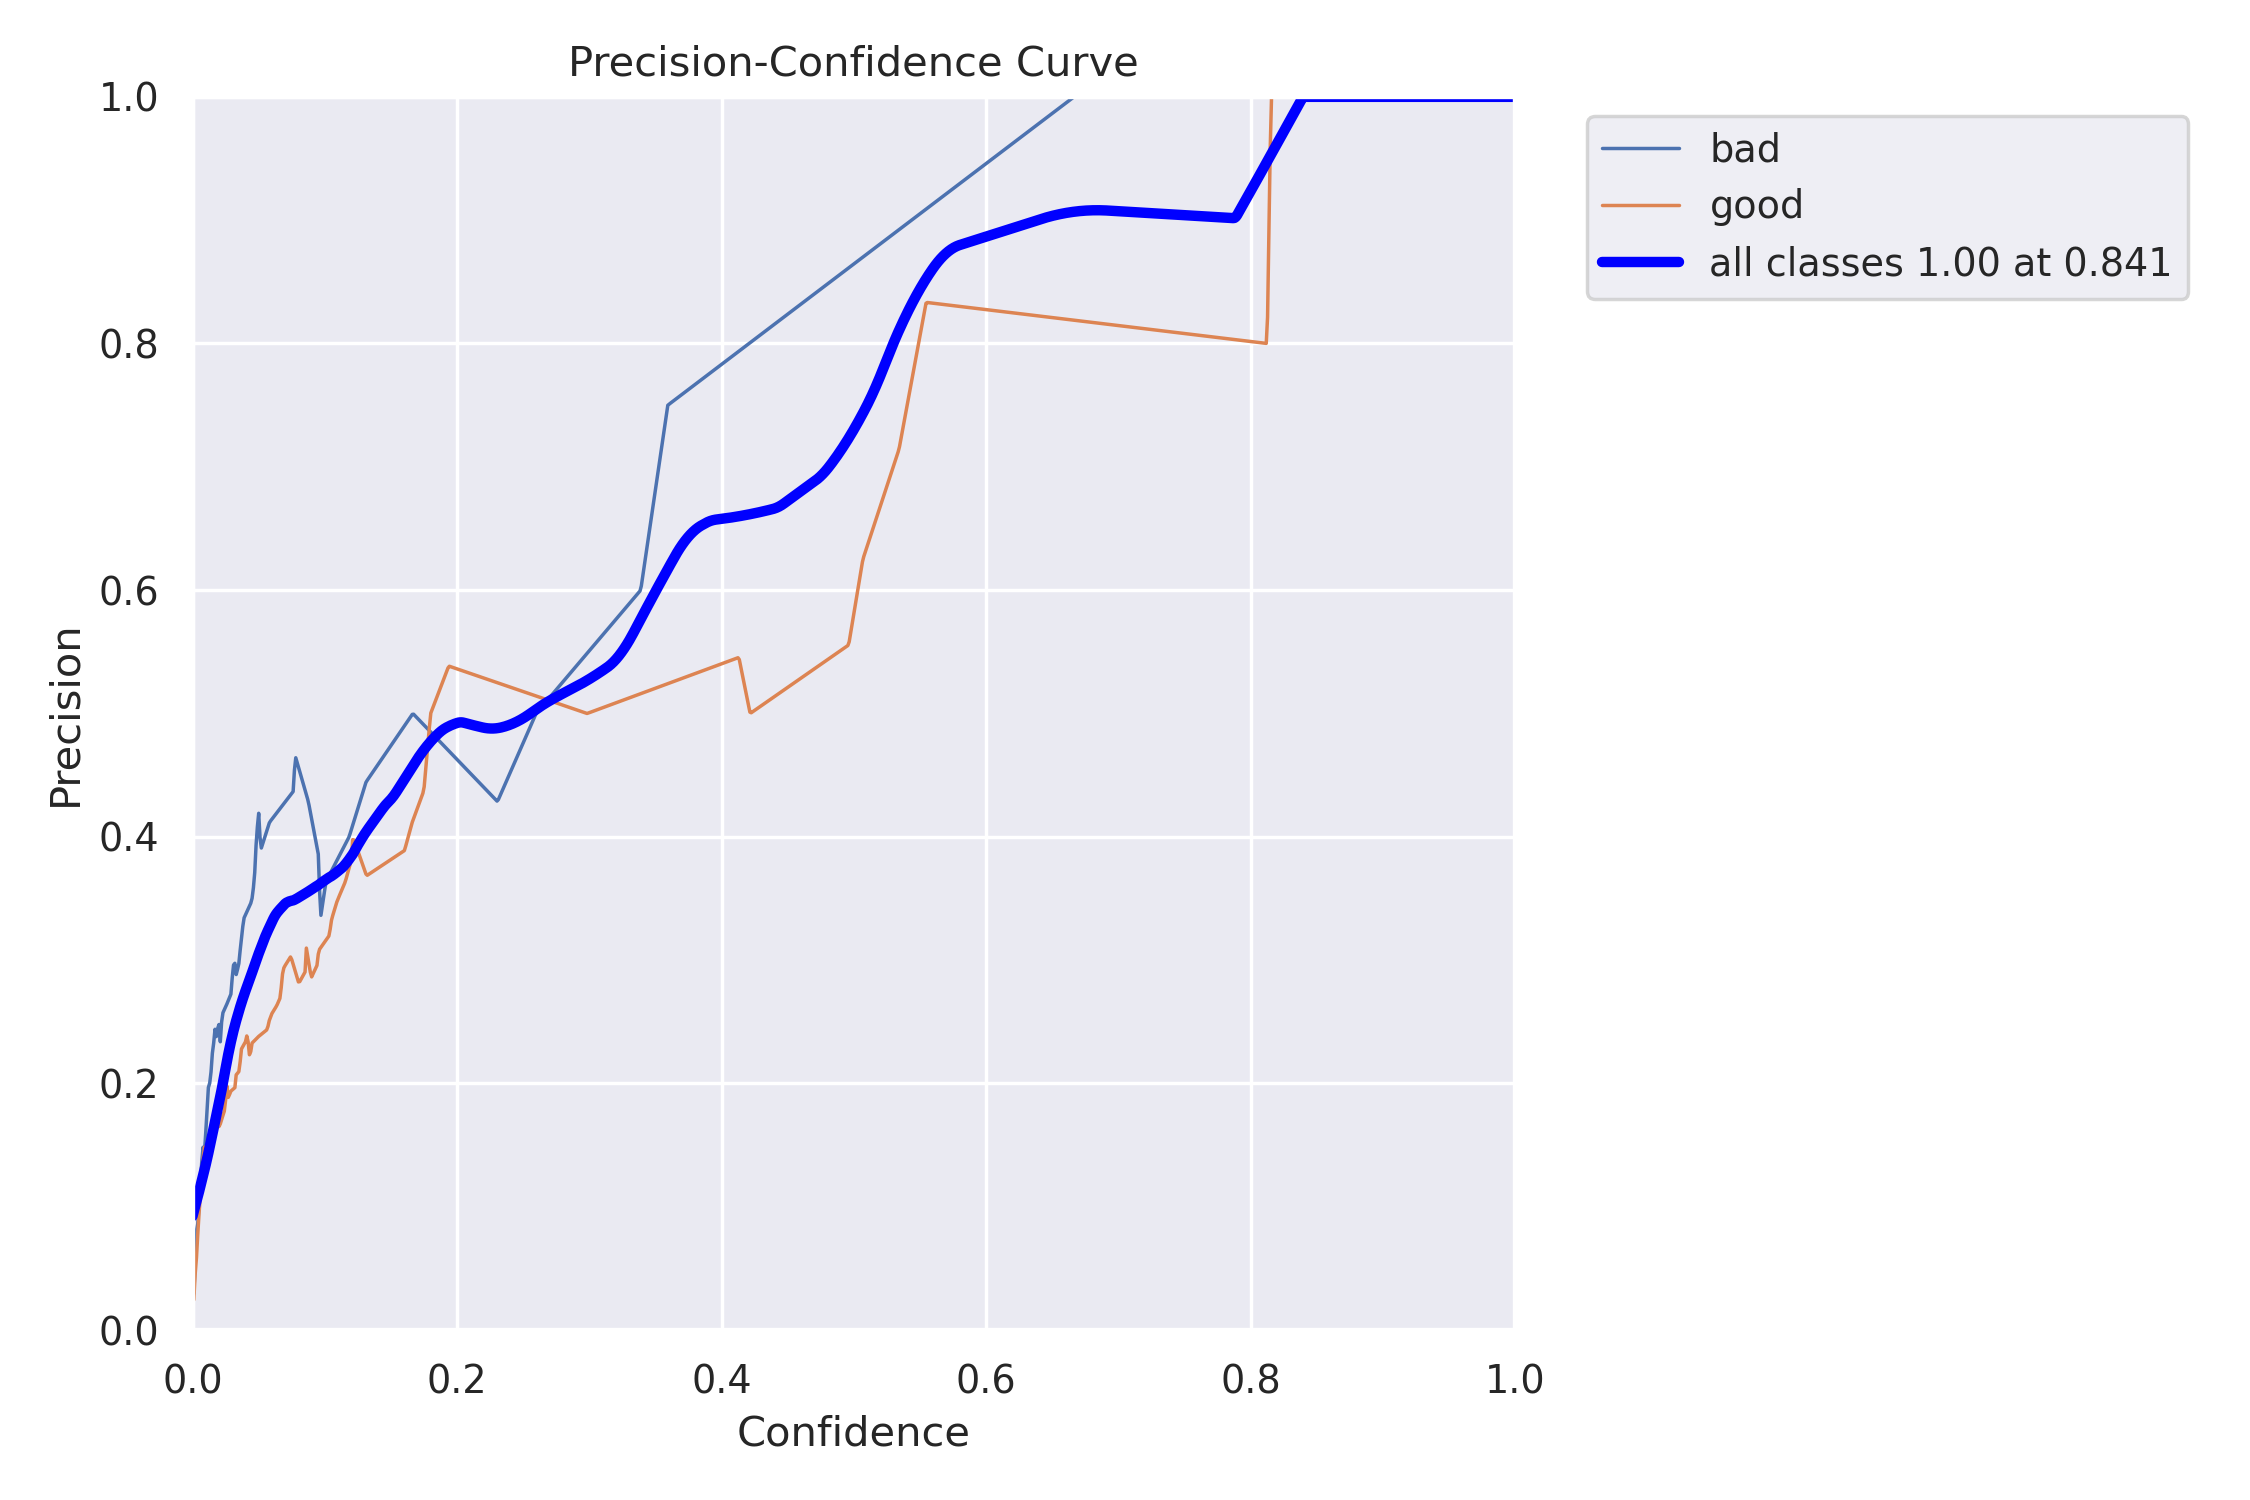 Precision-Confidence Curve
1.0
0.8
0.6
0.4
0.2
0.0
Precision
0.0 0.2 0.4 0.6 0.8 1.0
Confidence
bad
good
all classes 1.00 at 0.841